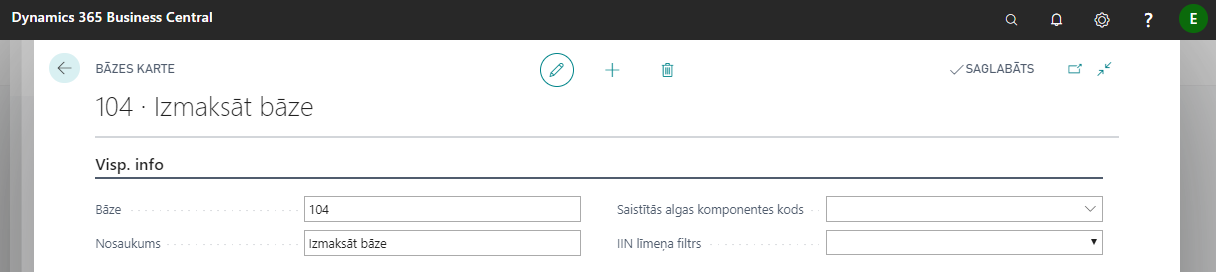 Dynamics 365 Business Central
? E
BĀZES KARTE
SAGLABĀTS
104 · Izmaksāt bāze
Visp. info
Bāze 104
Saistītās algas komponentes kods
Nosaukums Izmaksāt bāze
IIN līmeņa filtrs